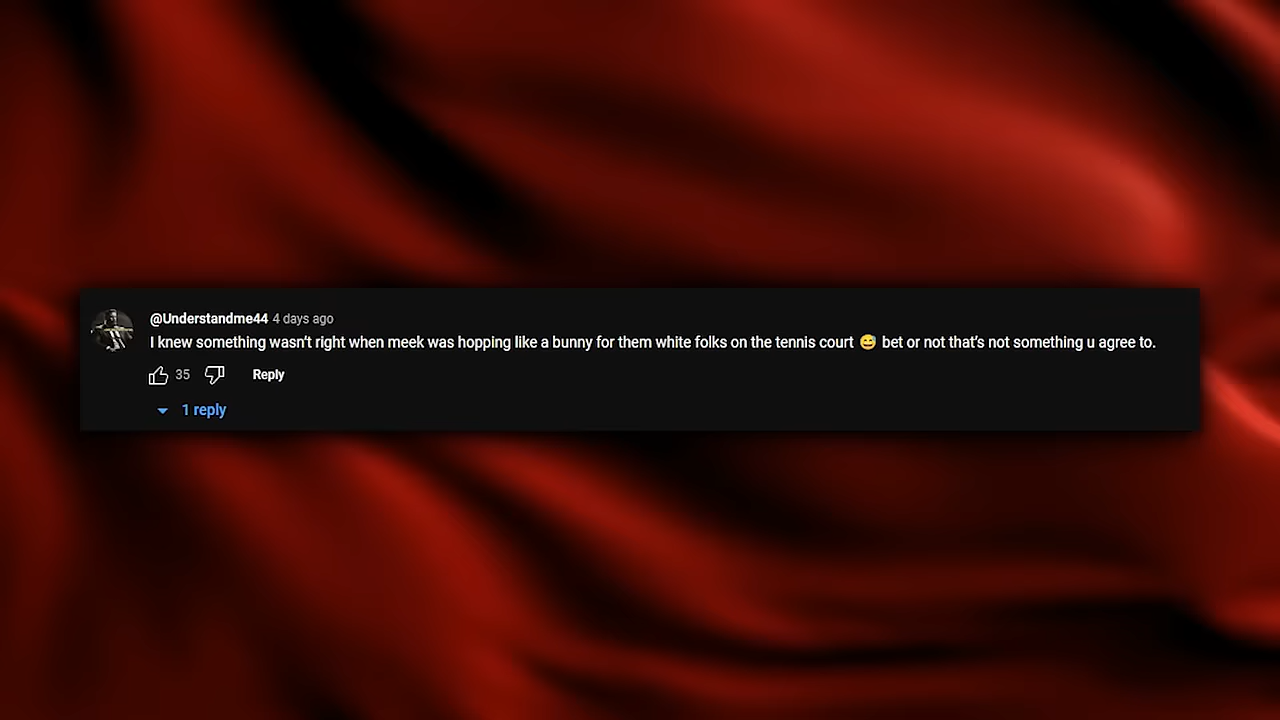 @Understandme44 4 days ago
I knew something wasn't right when meek was hopping like a bunny for them white folks on the tennis court 😅 bet or not that's not something u agree to.
35 Reply
1 reply